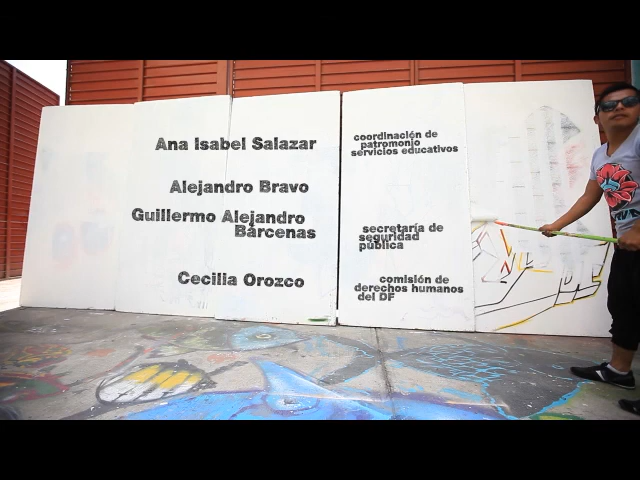 Ana Isabel Salazar
coordinación de
patromonio
servicios educativos
Alejandro Bravo
Guillermo Alejandro
Bárcenas
secretaría de
seguridad
pública
Cecilia Orozco
comisión de
derechos humanos
del DF